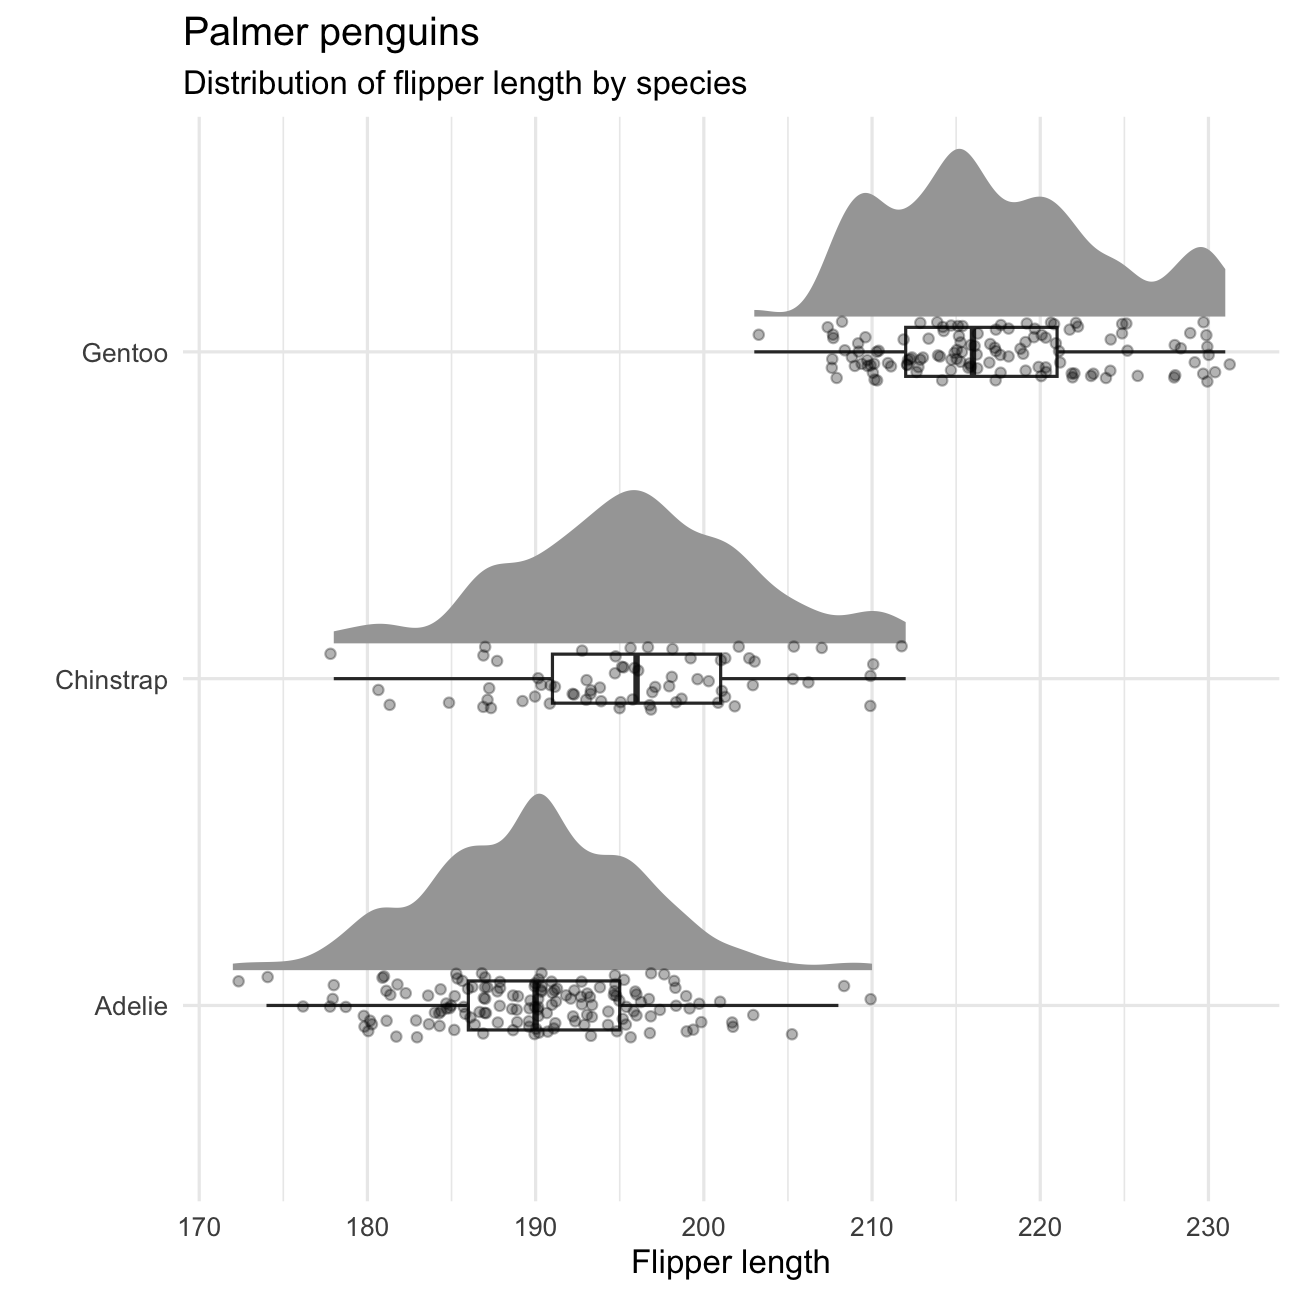 Palmer penguins
Distribution of flipper length by species
Gentoo
Chinstrap
Adelie
170 180 190 200 210 220 230
Flipper length